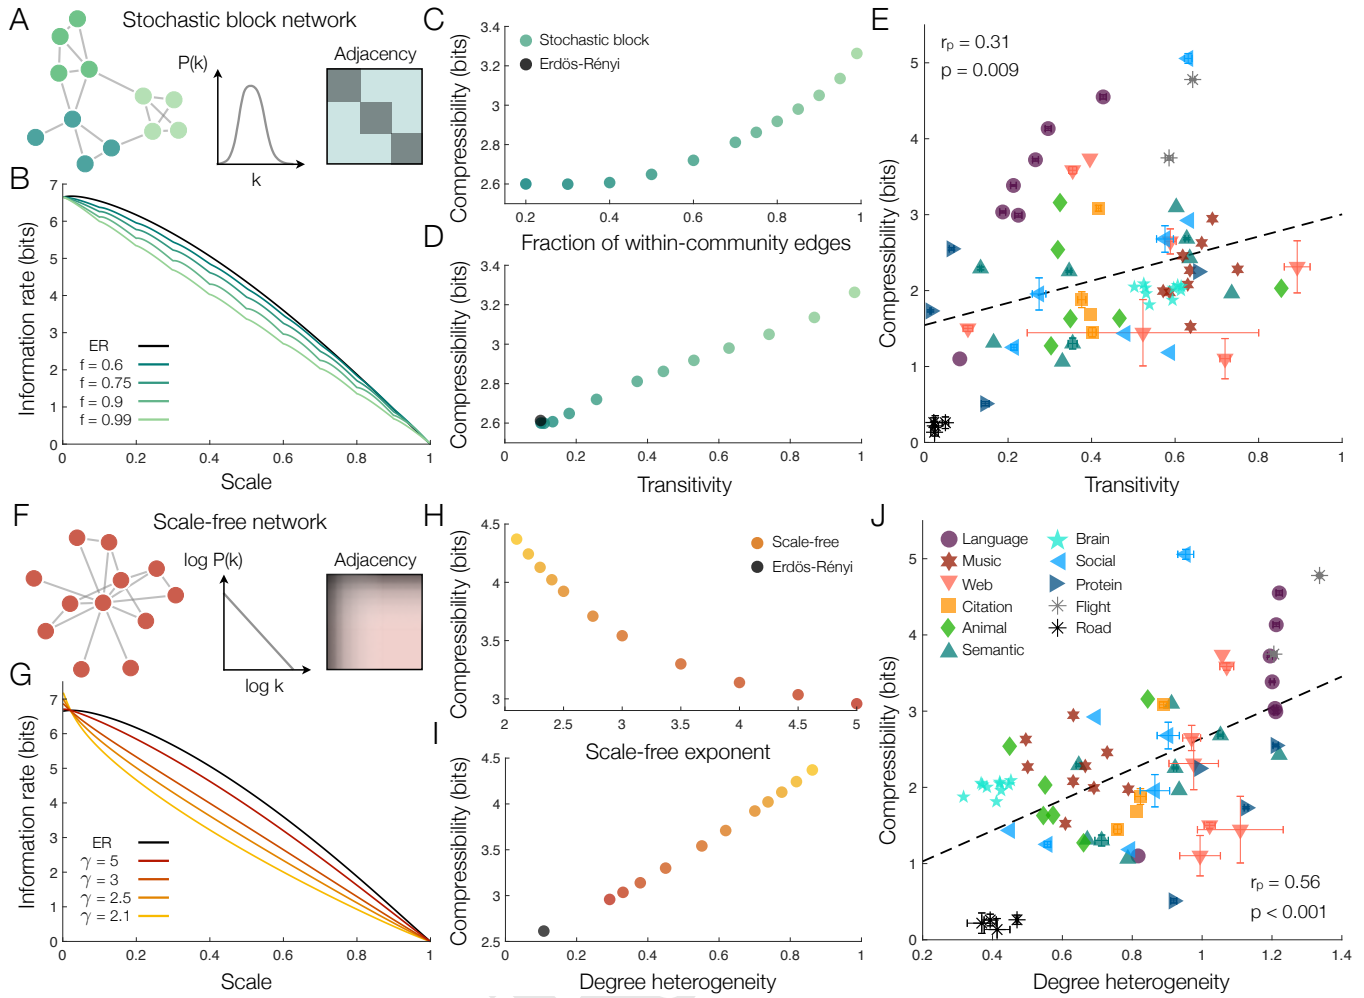 A
Stochastic block network
P(k)
k
Adjacency
B
Information rate (bits)
7
6
5
4
3
2
1
0
ER
f = 0.6
f = 0.75
f = 0.9
f = 0.99
0 0.2 0.4 0.6 0.8 1
Scale
C
Compressibility (bits)
3.4
3.2
3
2.8
2.6
2.4
Stochastic block
Erdös-Rényi
0.2 0.4 0.6 0.8 1
Fraction of within-community edges
D
Compressibility (bits)
3.4
3.2
3
2.8
2.6
0 0.2 0.4 0.6 0.8 1
Transitivity
E
Compressibility (bits)
rp = 0.31
p = 0.009
5
4
3
2
1
0
0 0.2 0.4 0.6 0.8 1
Transitivity
F
Scale-free network
log P(k)
log k
Adjacency
G
Information rate (bits)
7
6
5
4
3
2
1
0
ER
γ = 5
γ = 3
γ = 2.5
γ = 2.1
0 0.2 0.4 0.6 0.8 1
Scale
H
Compressibility (bits)
4.5
4
3.5
3
Scale-free
Erdös-Rényi
2 2.5 3 3.5 4 4.5 5
Scale-free exponent
I
Compressibility (bits)
4.5
4
3.5
3
2.5
0 0.2 0.4 0.6 0.8 1
Degree heterogeneity
J
Compressibility (bits)
5
4
3
2
1
0
Language
Music
Web
Citation
Animal
Semantic
Brain
Social
Protein
Flight
Road
rp = 0.56
p < 0.001
0.2 0.4 0.6 0.8 1 1.2 1.4
Degree heterogeneity